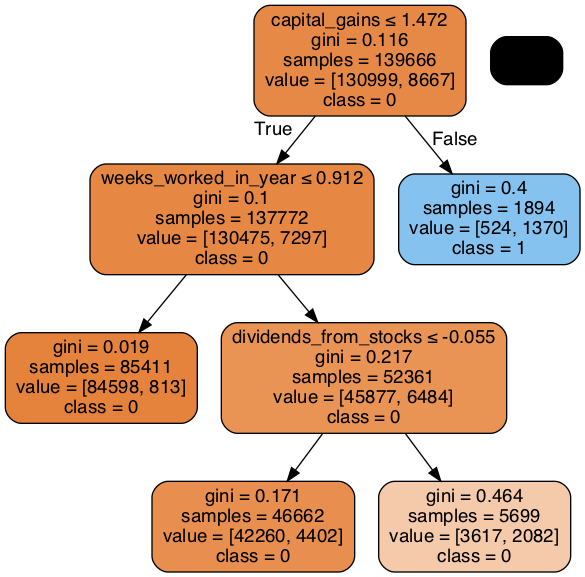 capital_gains ≤ 1.472
gini = 0.116
samples = 139666
value = [130999, 8667]
class = 0
True
False
weeks_worked_in_year ≤ 0.912
gini = 0.1
samples = 137772
value = [130475, 7297]
class = 0
gini = 0.4
samples = 1894
value = [524, 1370]
class = 1
gini = 0.019
samples = 85411
value = [84598, 813]
class = 0
dividends_from_stocks ≤ -0.055
gini = 0.217
samples = 52361
value = [45877, 6484]
class = 0
gini = 0.171
samples = 46662
value = [42260, 4402]
class = 0
gini = 0.464
samples = 5699
value = [3617, 2082]
class = 0